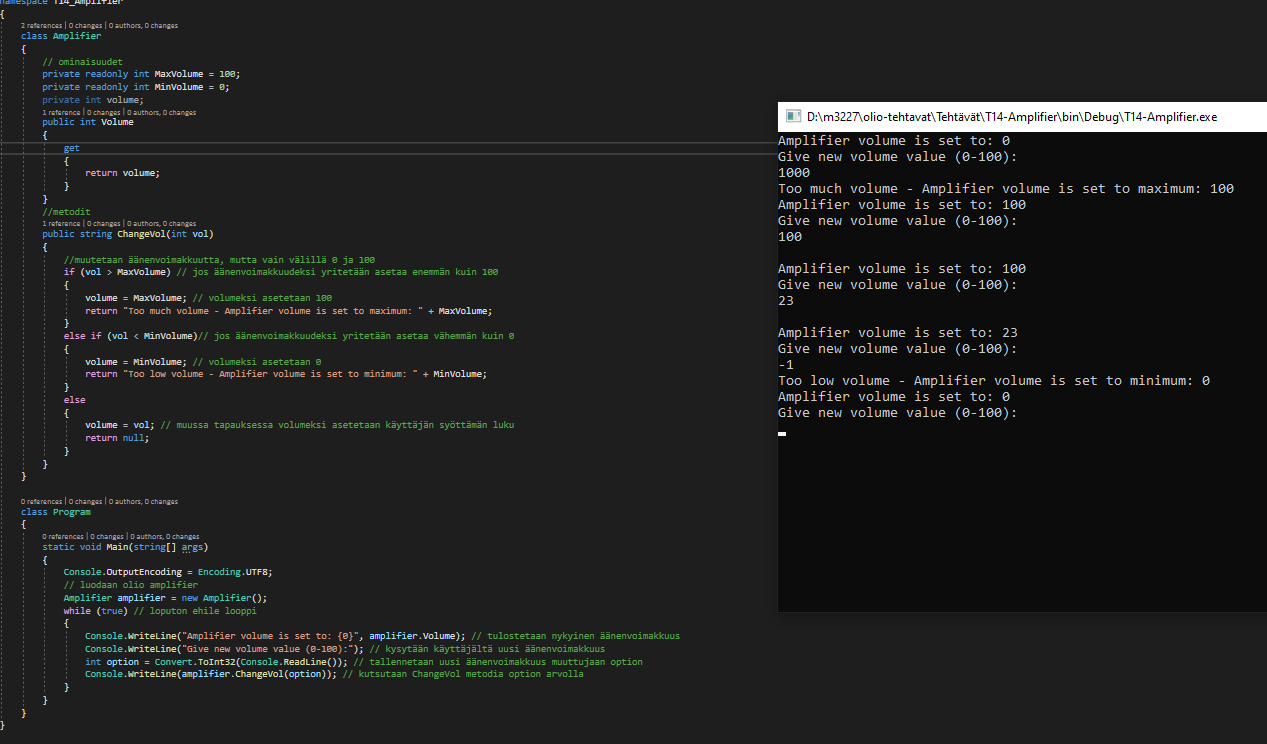 namespace T14_Amplifier
{
2 references | 0 changes | 0 authors, 0 changes
class Amplifier
{
// ominaisuudet
private readonly int MaxVolume = 100;
private readonly int MinVolume = 0;
private int volume;
1 reference | 0 changes | 0 authors, 0 changes
public int Volume
{
get
{
return volume;
}
}
//metodit
1 reference | 0 changes | 0 authors, 0 changes
public string ChangeVol(int vol)
{
//muutetaan äänenvoimakkuutta, mutta vain välillä 0 ja 100
if (vol > MaxVolume) // jos äänenvoimakkuudeksi yritetään asetaa enemmän kuin 100
{
volume = MaxVolume; // volumeksi asetetaan 100
return "Too much volume - Amplifier volume is set to maximum: " + MaxVolume;
}
else if (vol < MinVolume)// jos äänenvoimakkuudeksi yritetään asetaa vähemmän kuin 0
{
volume = MinVolume; // volumeksi asetetaan 0
return "Too low volume - Amplifier volume is set to minimum: " + MinVolume;
}
else
{
volume = vol; // muussa tapauksessa volumeksi asetetaan käyttäjän syöttämän luku
return null;
}
}
}
0 references | 0 changes | 0 authors, 0 changes
class Program
{
0 references | 0 changes | 0 authors, 0 changes
static void Main(string[] args)
{
Console.OutputEncoding = Encoding.UTF8;
// luodaan olio amplifier
Amplifier amplifier = new Amplifier();
while (true) // loputon ehile looppi
{
Console.WriteLine("Amplifier volume is set to: {0}", amplifier.Volume); // tulostetaan nykyinen äänenvoimakkuus
Console.WriteLine("Give new volume value (0-100):"); // kysytään käyttäjältä uusi äänenvoimakkuus
int option = Convert.ToInt32(Console.ReadLine()); // tallennetaan uusi äänenvoimakkuus muuttujaan option
Console.WriteLine(amplifier.ChangeVol(option)); // kutsutaan ChangeVol metodia option arvolla
}
}
}
}
D:\m3227\olio-tehtavat\Tehtävät\T14-Amplifier\bin\Debug\T14-Amplifier.exe
Amplifier volume is set to: 0
Give new volume value (0-100):
1000
Too much volume - Amplifier volume is set to maximum: 100
Amplifier volume is set to: 100
Give new volume value (0-100):
100
Amplifier volume is set to: 100
Give new volume value (0-100):
23
Amplifier volume is set to: 23
Give new volume value (0-100):
-1
Too low volume - Amplifier volume is set to minimum: 0
Amplifier volume is set to: 0
Give new volume value (0-100):